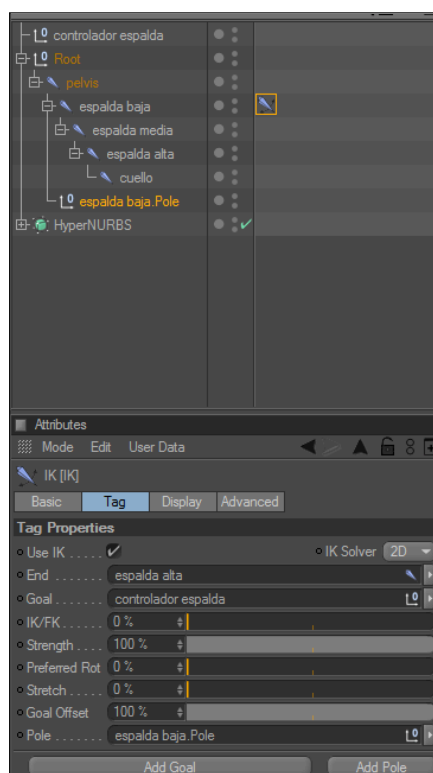 controlador espalda
Root
pelvis
espalda baja
espalda media
espalda alta
cuello
espalda baja.Pole
HyperNURBS
Attributes
Mode Edit User Data
IK [IK]
Basic Tag Display Advanced
Tag Properties
Use IK . . . . . IK Solver 2D
End . . . . . . . espalda alta
Goal . . . . . . . controlador espalda
IK/FK . . . . . . 0 %
Strength . . . . 100 %
Preferred Rot 0 %
Stretch . . . . . 0 %
Goal Offset 100 %
Pole . . . . . . . espalda baja.Pole
Add Goal Add Pole